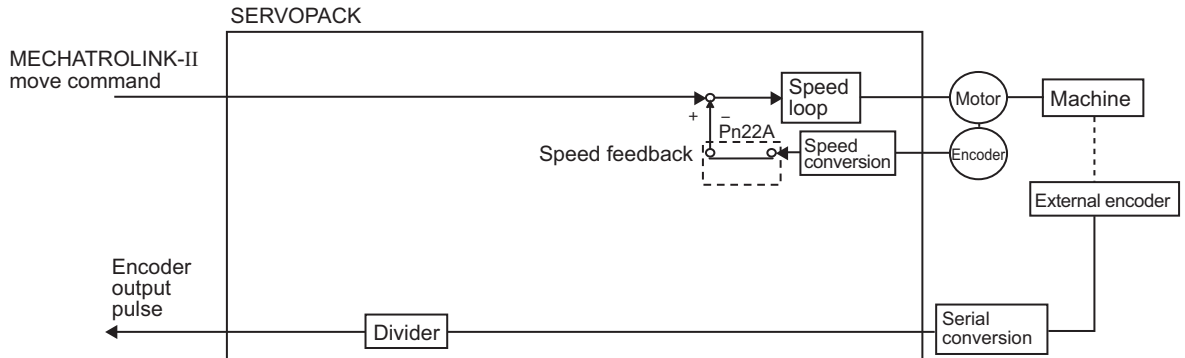 SERVOPACK
MECHATROLINK-II
move command
Speed
loop
Motor
Machine
+
−
Pn22A
Speed feedback
Speed
conversion
Encoder
External encoder
Encoder
output
pulse
Divider
Serial
conversion